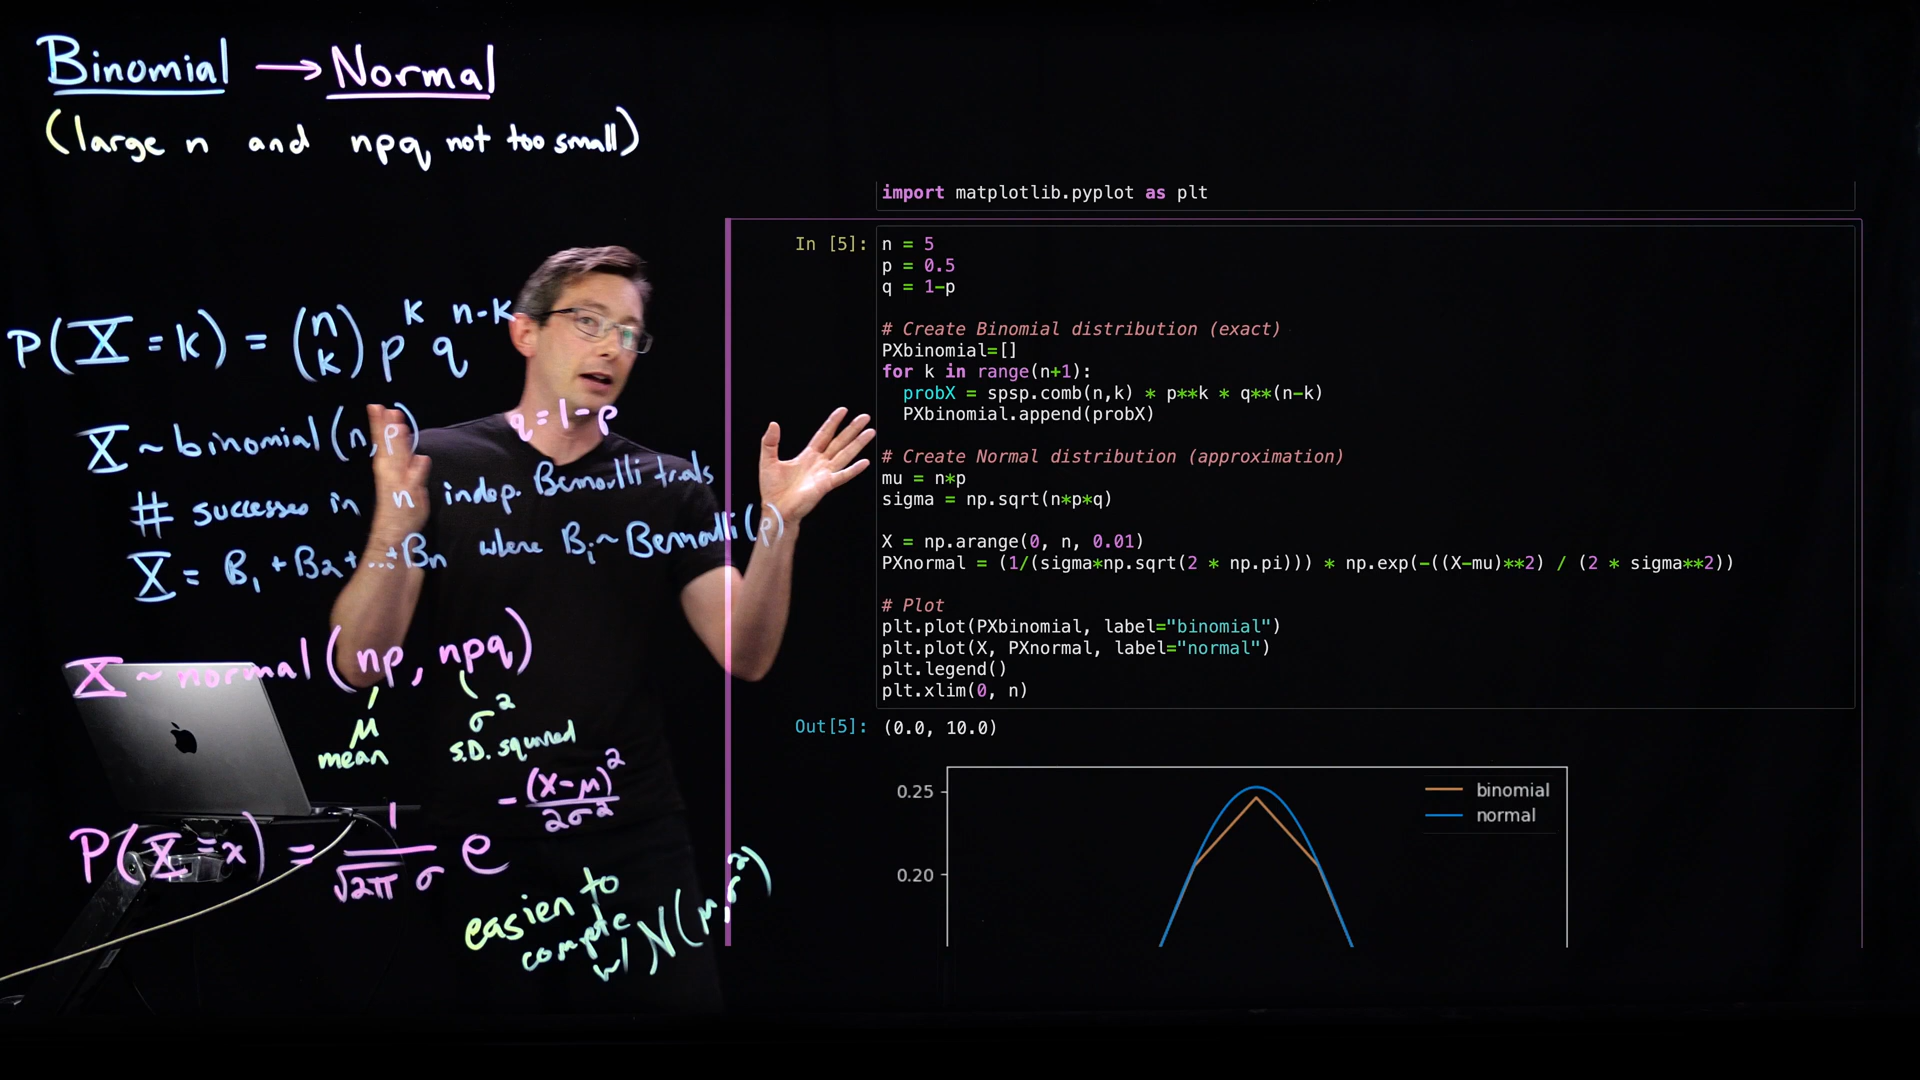 Binomial → Normal
(large n and npq not too small)
P(X = k) = (n k) p^k q^n-k
q = 1 - p
X ~ binomial (n, p)
# successes in n indep. Bernoulli trials
X = B1 + B2 + ... + Bn where Bi ~ Bernoulli (p)
X ~ normal (np, npq)
μ σ²
mean S.D. squared
P(X = x) = 1/√2π σ e^-(x-μ)²/2σ²
easier to
compute
w/ N(μ, σ²)
import matplotlib.pyplot as plt
In [5]: n = 5
p = 0.5
q = 1-p
# Create Binomial distribution (exact)
PXbinomial=[]
for k in range(n+1):
probX = spsp.comb(n,k) * p**k * q**(n-k)
PXbinomial.append(probX)
# Create Normal distribution (approximation)
mu = n*p
sigma = np.sqrt(n*p*q)
X = np.arange(0, n, 0.01)
PXnormal = (1/(sigma*np.sqrt(2 * np.pi))) * np.exp(-((X-mu)**2) / (2 * sigma**2))
# Plot
plt.plot(PXbinomial, label="binomial")
plt.plot(X, PXnormal, label="normal")
plt.legend()
plt.xlim(0, n)
Out[5]: (0.0, 10.0)
0.25
binomial
normal
0.20